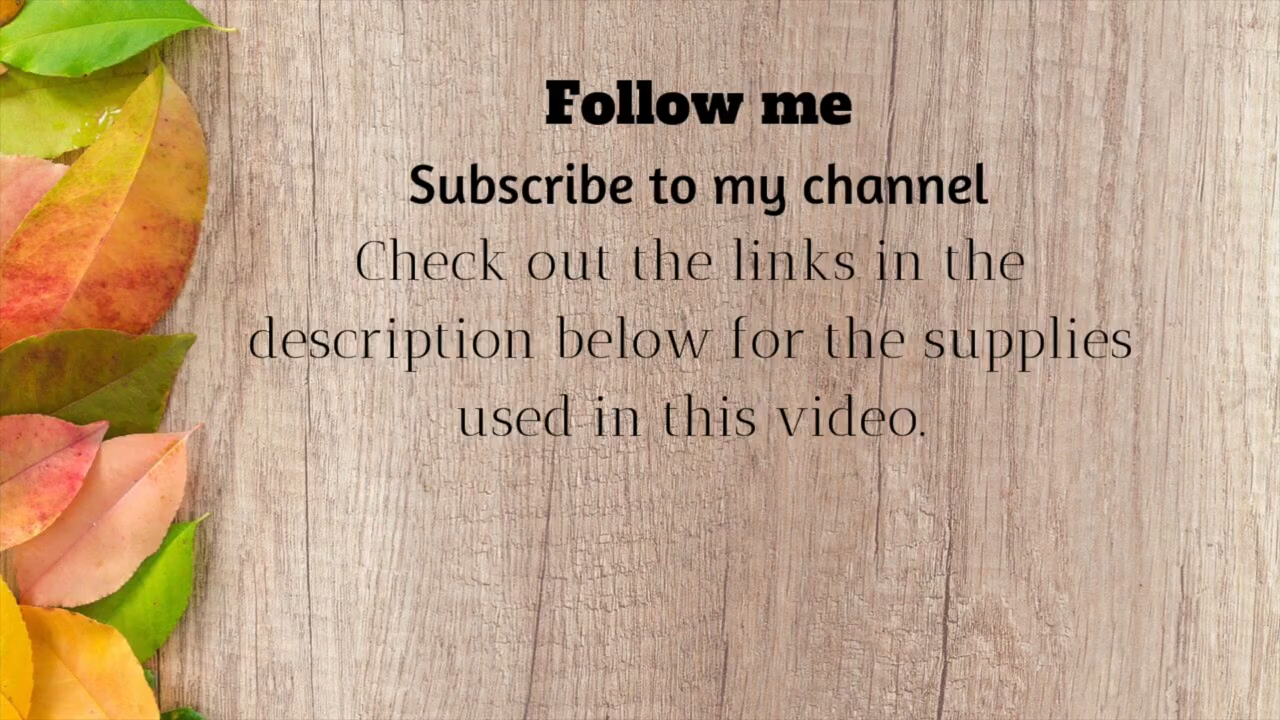 Follow me
Subscribe to my channel
Check out the links in the
description below for the supplies
used in this video.